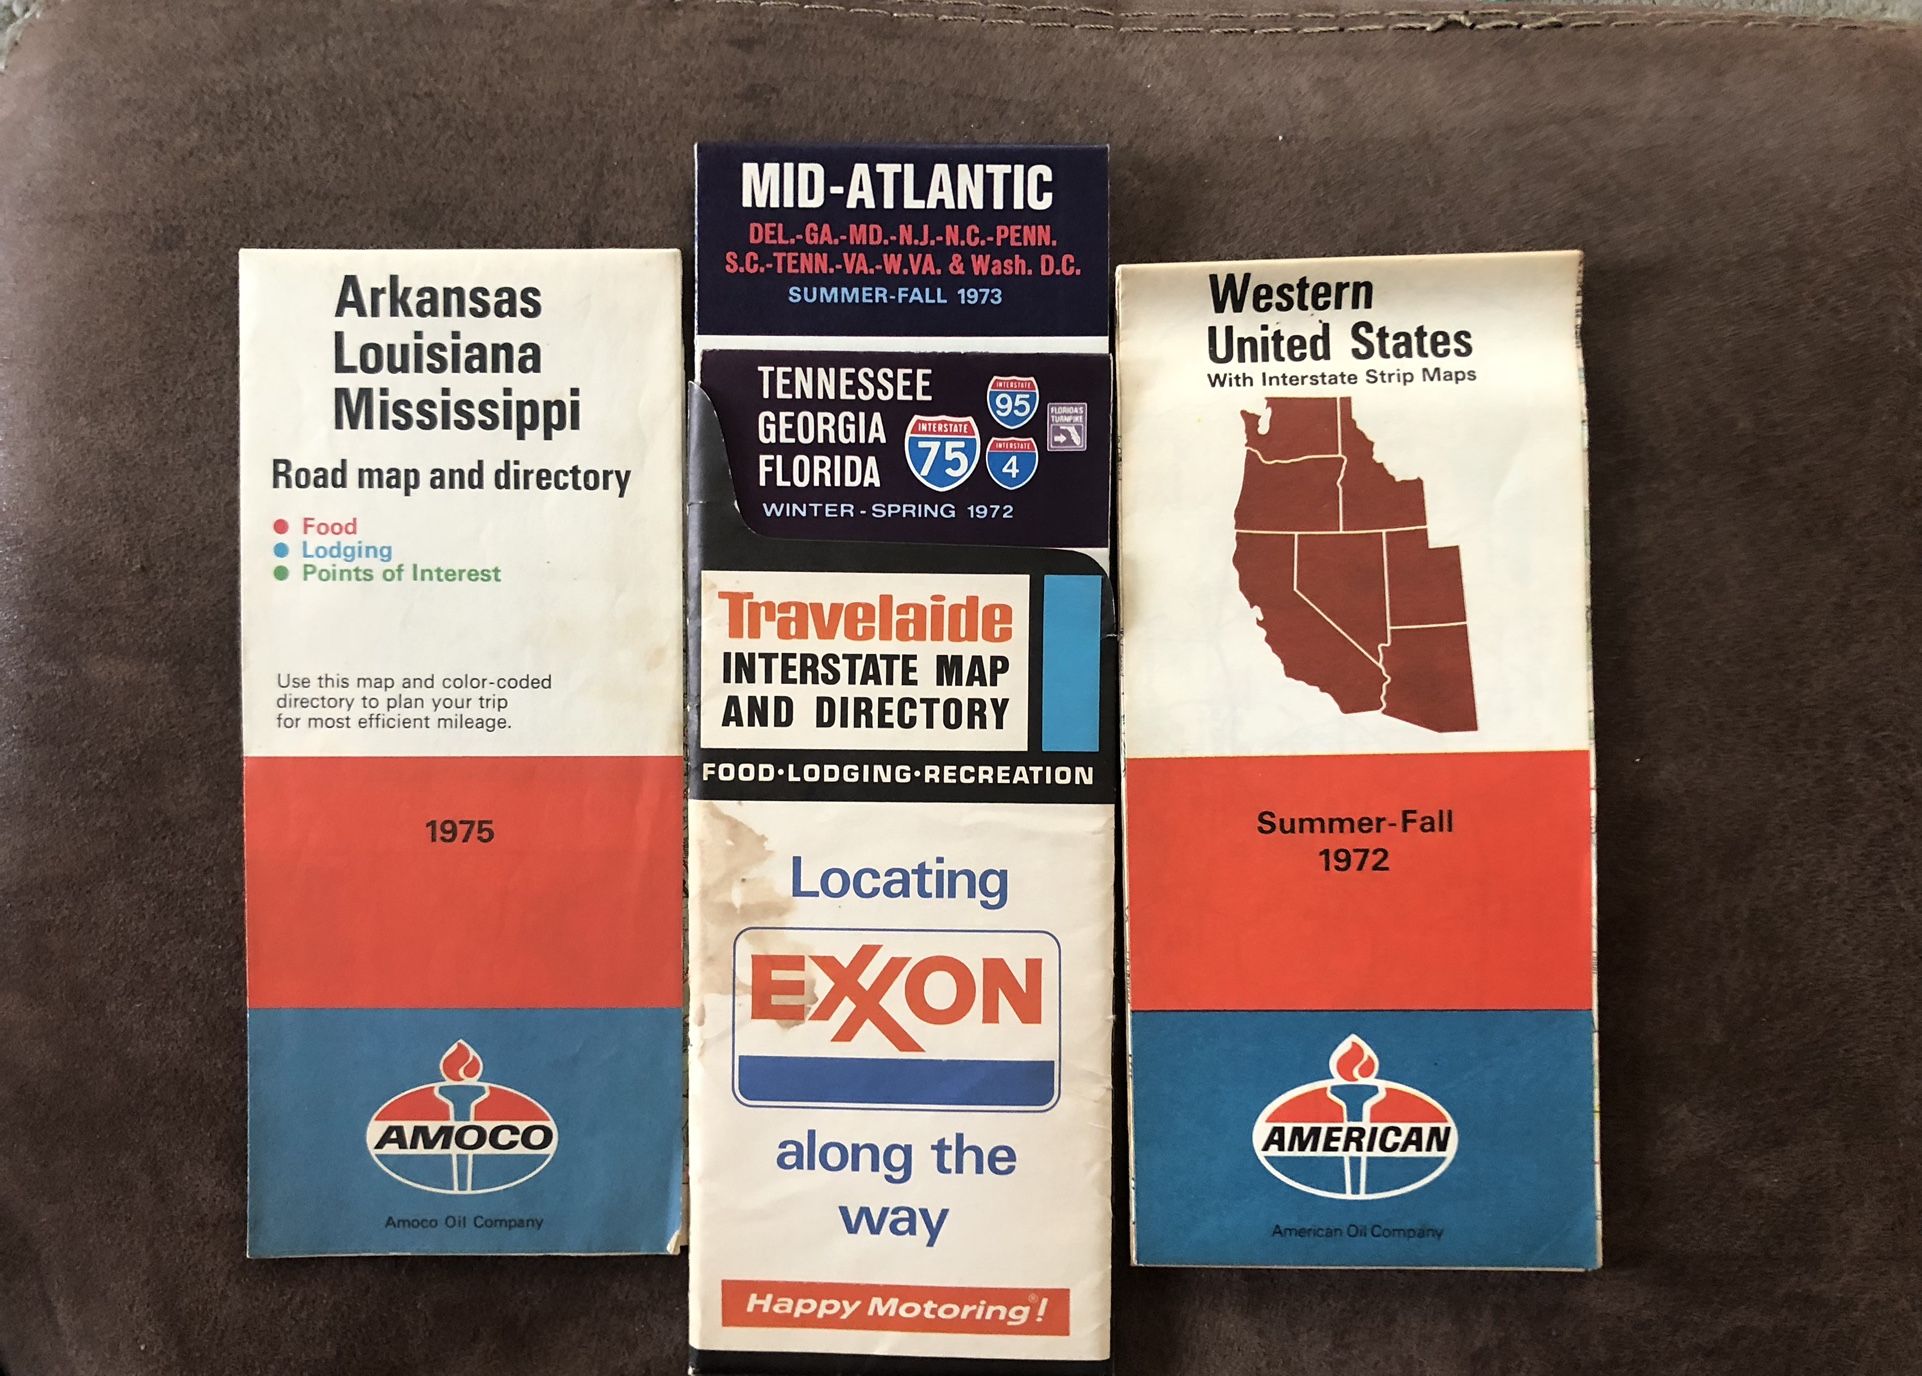 Arkansas
Louisiana
Mississippi
Road map and directory
Food
Lodging
Points of Interest
Use this map and color-coded
directory to plan your trip
for most efficient mileage.
1975
AMOCO
Amoco Oil Company
MID-ATLANTIC
DEL.-GA.-MD.-N.J.-N.C.-PENN.
S.C.-TENN.-VA.-W.VA. & Wash. D.C.
SUMMER-FALL 1973
TENNESSEE
GEORGIA
FLORIDA
INTERSTATE
75
INTERSTATE
95
INTERSTATE
4
FLORIDA'S
TURNPIKE
WINTER-SPRING 1972
Travelaide
INTERSTATE MAP
AND DIRECTORY
FOOD•LODGING•RECREATION
Locating
EXXON
along the
way
Happy Motoring®!
Western
United States
With Interstate Strip Maps
Summer-Fall
1972
AMERICAN
American Oil Company